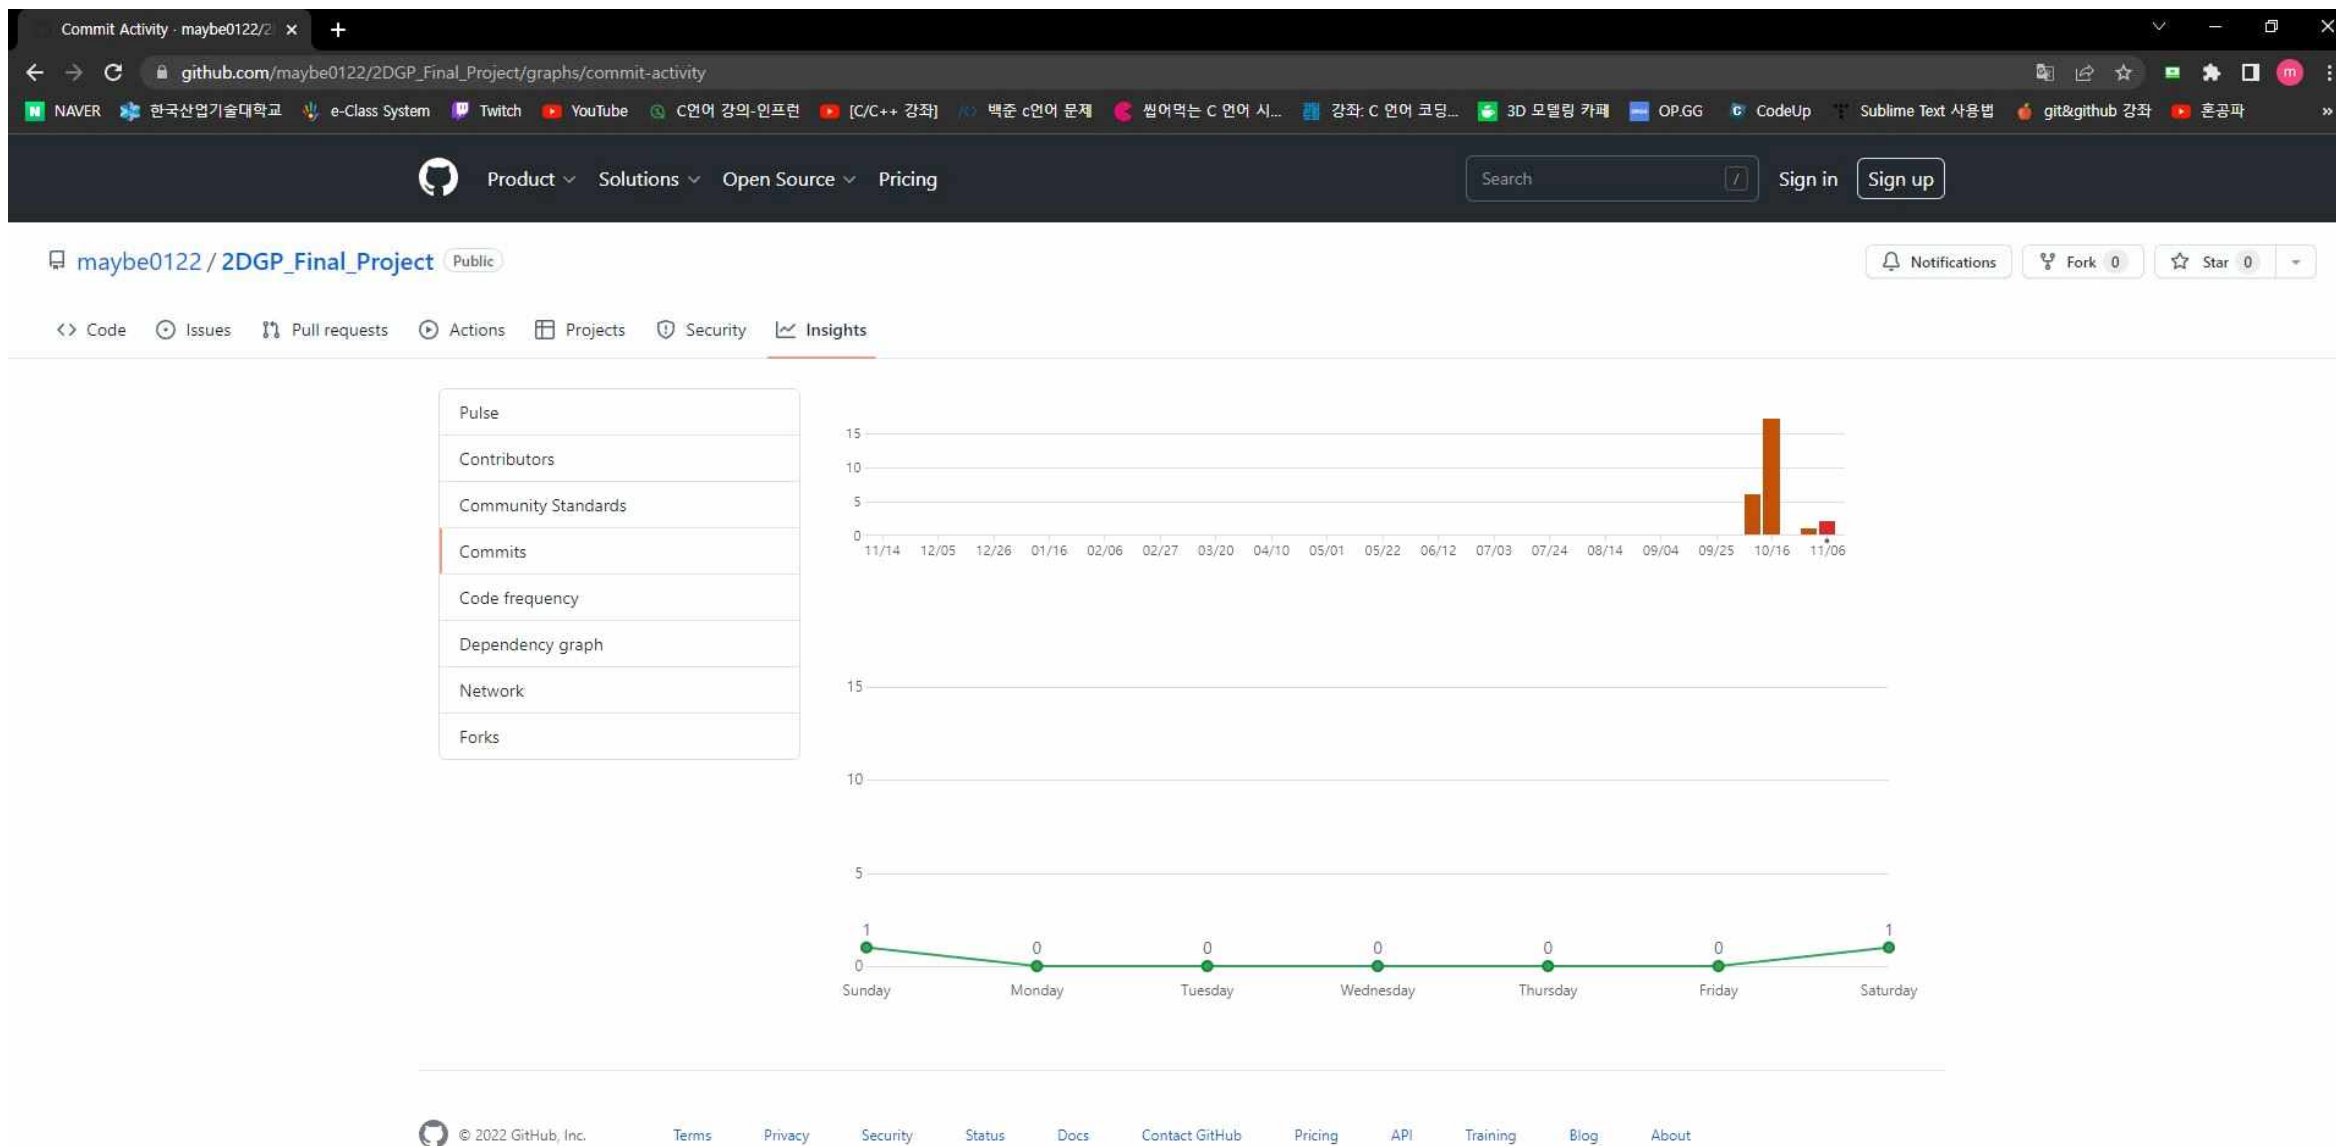 Commit Activity · maybe0122/2
github.com/maybe0122/2DGP_Final_Project/graphs/commit-activity
m
NAVER 한국산업기술대학교 e-Class System Twitch YouTube C언어 강의-인프런 [C/C++ 강좌] 백준 c언어 문제 씹어먹는 C 언어 시... 강좌: C 언어 코딩... 3D 모델링 카페 OP.GG CodeUp Sublime Text 사용법 git&github 강좌 혼공파 »
Product Solutions Open Source Pricing Search / Sign in Sign up
maybe0122 / 2DGP_Final_Project Public Notifications Fork 0 Star 0
Code Issues Pull requests Actions Projects Security Insights
Pulse
Contributors
Community Standards
Commits
Code frequency
Dependency graph
Network
Forks
15
10
5
0
11/14 12/05 12/26 01/16 02/06 02/27 03/20 04/10 05/01 05/22 06/12 07/03 07/24 08/14 09/04 09/25 10/16 11/06
15
10
5
1 0 0 0 0 0 1
0
Sunday Monday Tuesday Wednesday Thursday Friday Saturday
© 2022 GitHub, Inc. Terms Privacy Security Status Docs Contact GitHub Pricing API Training Blog About